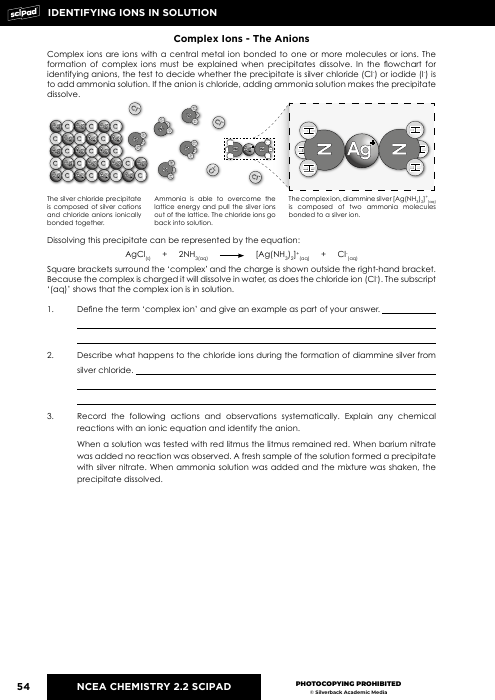 scipad IDENTIFYING IONS IN SOLUTION
Complex Ions - The Anions
Complex ions are ions with a central metal ion bonded to one or more molecules or ions. The
formation of complex ions must be explained when precipitates dissolve. In the flowchart for
identifying anions, the test to decide whether the precipitate is silver chloride (Cl⁻) or iodide (I⁻) is
to add ammonia solution. If the anion is chloride, adding ammonia solution makes the precipitate
dissolve.
N Ag⁺ N
H H H H H H
The silver chloride precipitate
is composed of silver cations
and chloride anions ionically
bonded together.
Ammonia is able to overcome the
lattice energy and pull the silver ions
out of the lattice. The chloride ions go
back into solution.
The complex ion, diammine silver [Ag(NH₃)₂]⁺(aq)
is composed of two ammonia molecules
bonded to a silver ion.
Dissolving this precipitate can be represented by the equation:
AgCl(s) + 2NH₃(aq) → [Ag(NH₃)₂]⁺(aq) + Cl⁻(aq)
Square brackets surround the ‘complex’ and the charge is shown outside the right-hand bracket.
Because the complex is charged it will dissolve in water, as does the chloride ion (Cl⁻). The subscript
‘(aq)’ shows that the complex ion is in solution.
1. Define the term ‘complex ion’ and give an example as part of your answer.
2. Describe what happens to the chloride ions during the formation of diammine silver from
silver chloride.
3. Record the following actions and observations systematically. Explain any chemical
reactions with an ionic equation and identify the anion.
When a solution was tested with red litmus the litmus remained red. When barium nitrate
was added no reaction was observed. A fresh sample of the solution formed a precipitate
with silver nitrate. When ammonia solution was added and the mixture was shaken, the
precipitate dissolved.
54 NCEA CHEMISTRY 2.2 SCIPAD
PHOTOCOPYING PROHIBITED
© Silverback Academic Media